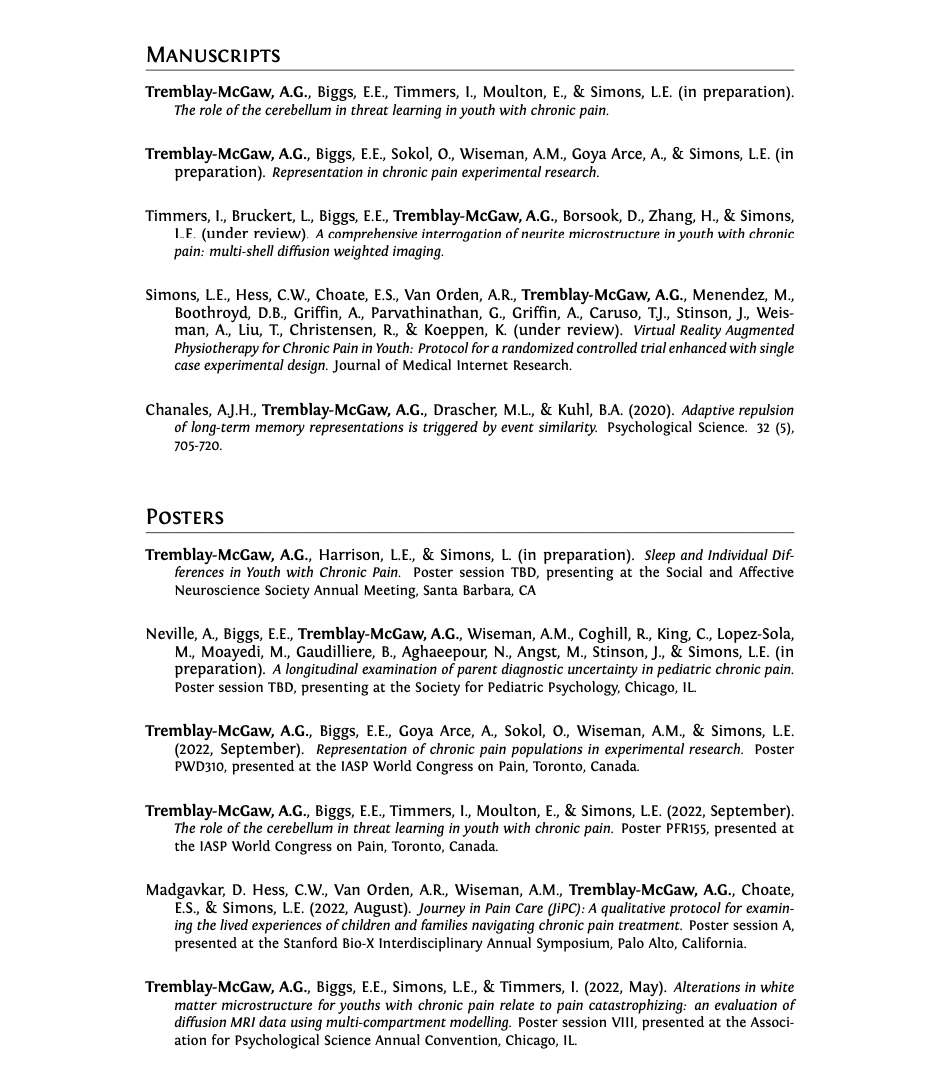 MANUSCRIPTS
Tremblay-McGaw, A.G., Biggs, E.E., Timmers, I., Moulton, E., & Simons, L.E. (in preparation).
The role of the cerebellum in threat learning in youth with chronic pain.
Tremblay-McGaw, A.G., Biggs, E.E., Sokol, O., Wiseman, A.M., Goya Arce, A., & Simons, L.E. (in
preparation). Representation in chronic pain experimental research.
Timmers, I., Bruckert, L., Biggs, E.E., Tremblay-McGaw, A.G., Borsook, D., Zhang, H., & Simons,
L.E. (under review). A comprehensive interrogation of neurite microstructure in youth with chronic
pain: multi-shell diffusion weighted imaging.
Simons, L.E., Hess, C.W., Choate, E.S., Van Orden, A.R., Tremblay-McGaw, A.G., Menendez, M.,
Boothroyd, D.B., Griffin, A., Parvathinathan, G., Griffin, A., Caruso, T.J., Stinson, J., Weis-
man, A., Liu, T., Christensen, R., & Koeppen, K. (under review). Virtual Reality Augmented
Physiotherapy for Chronic Pain in Youth: Protocol for a randomized controlled trial enhanced with single
case experimental design. Journal of Medical Internet Research.
Chanales, A.J.H., Tremblay-McGaw, A.G., Drascher, M.L., & Kuhl, B.A. (2020). Adaptive repulsion
of long-term memory representations is triggered by event similarity. Psychological Science. 32 (5),
705-720.
POSTERS
Tremblay-McGaw, A.G., Harrison, L.E., & Simons, L. (in preparation). Sleep and Individual Dif-
ferences in Youth with Chronic Pain. Poster session TBD, presenting at the Social and Affective
Neuroscience Society Annual Meeting, Santa Barbara, CA
Neville, A., Biggs, E.E., Tremblay-McGaw, A.G., Wiseman, A.M., Coghill, R., King, C., Lopez-Sola,
M., Moayedi, M., Gaudilliere, B., Aghaeepour, N., Angst, M., Stinson, J., & Simons, L.E. (in
preparation). A longitudinal examination of parent diagnostic uncertainty in pediatric chronic pain.
Poster session TBD, presenting at the Society for Pediatric Psychology, Chicago, IL.
Tremblay-McGaw, A.G., Biggs, E.E., Goya Arce, A., Sokol, O., Wiseman, A.M., & Simons, L.E.
(2022, September). Representation of chronic pain populations in experimental research. Poster
PWD310, presented at the IASP World Congress on Pain, Toronto, Canada.
Tremblay-McGaw, A.G., Biggs, E.E., Timmers, I., Moulton, E., & Simons, L.E. (2022, September).
The role of the cerebellum in threat learning in youth with chronic pain. Poster PFR155, presented at
the IASP World Congress on Pain, Toronto, Canada.
Madgavkar, D. Hess, C.W., Van Orden, A.R., Wiseman, A.M., Tremblay-McGaw, A.G., Choate,
E.S., & Simons, L.E. (2022, August). Journey in Pain Care (JiPC): A qualitative protocol for examin-
ing the lived experiences of children and families navigating chronic pain treatment. Poster session A,
presented at the Stanford Bio-X Interdisciplinary Annual Symposium, Palo Alto, California.
Tremblay-McGaw, A.G., Biggs, E.E., Simons, L.E., & Timmers, I. (2022, May). Alterations in white
matter microstructure for youths with chronic pain relate to pain catastrophizing: an evaluation of
diffusion MRI data using multi-compartment modelling. Poster session VIII, presented at the Associ-
ation for Psychological Science Annual Convention, Chicago, IL.